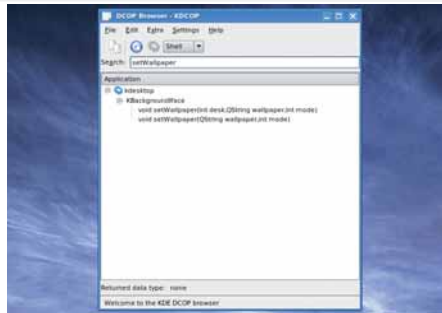 DCOP Browser - KDCOP
File Edit Extra Settings Help
Shell
Search: setWallpaper
Application
kdesktop
KBackgroundIface
void setWallpaper(int desk,QString wallpaper,int mode)
void setWallpaper(QString wallpaper,int mode)
Returned data type: none
Welcome to the KDE DCOP browser